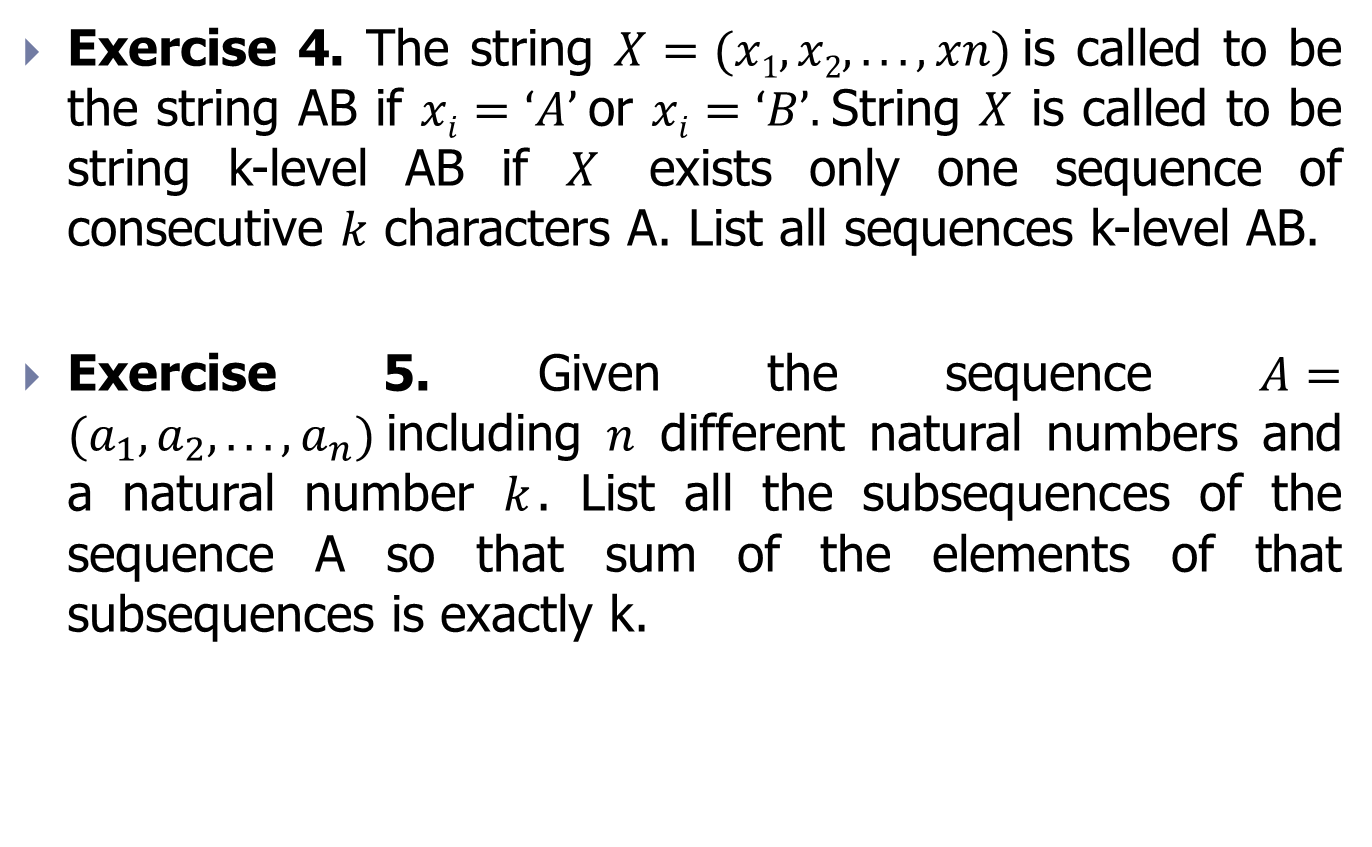 Exercise 4. The string X = (x₁, x₂, . . . , xn) is called to be
the string AB if xᵢ = ‘A’ or xᵢ = ‘B’. String X is called to be
string k-level AB if X exists only one sequence of
consecutive k characters A. List all sequences k-level AB.
Exercise 5. Given the sequence A =
(a₁, a₂, . . . , aₙ) including n different natural numbers and
a natural number k. List all the subsequences of the
sequence A so that sum of the elements of that
subsequences is exactly k.